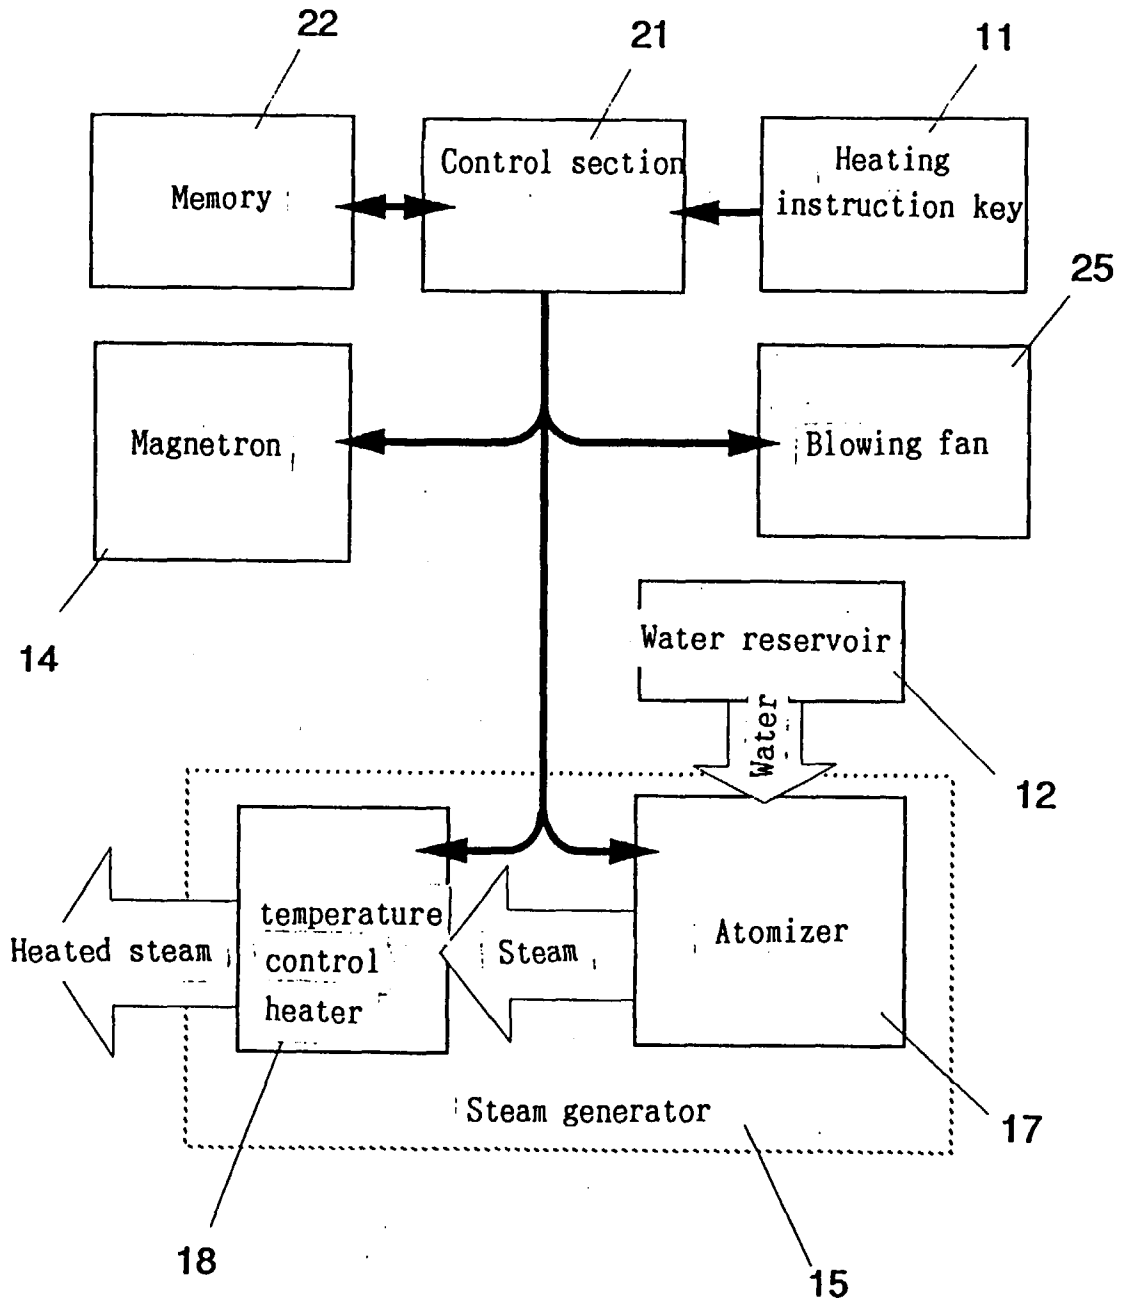 22
21
11
Memory
Control section
Heating
instruction key
25
Magnetron
Blowing fan
14
Water reservoir
Water
12
temperature
control
heater
Heated steam
Steam
Atomizer
Steam generator
17
18
15